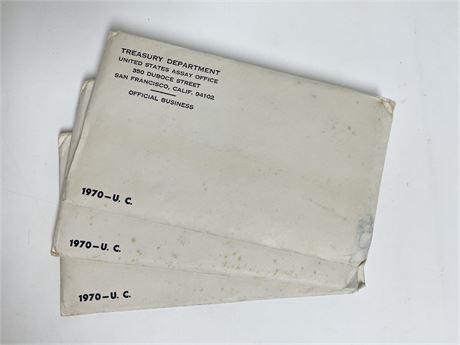 TREASURY DEPARTMENT
UNITED STATES ASSAY OFFICE
350 DUBOCE STREET
SAN FRANCISCO, CALIF. 94102
OFFICIAL BUSINESS
1970-U. C.
1970-U. C.
1970-U. C.